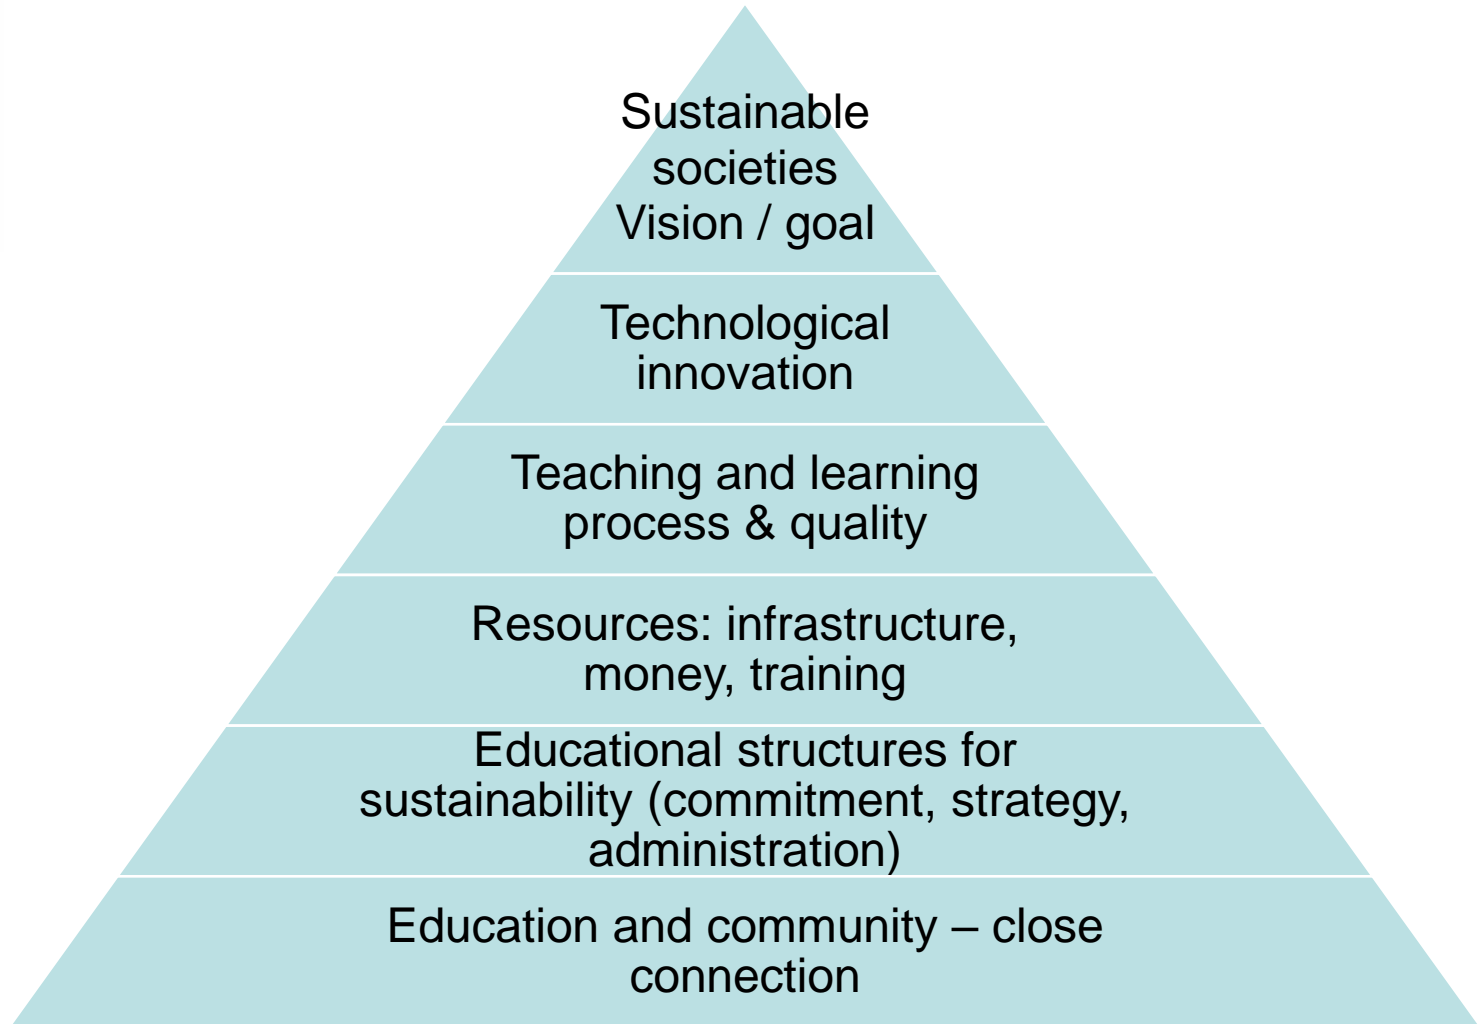 Sustainable
societies
Vision / goal
Technological
innovation
Teaching and learning
process & quality
Resources: infrastructure,
money, training
Educational structures for
sustainability (commitment, strategy,
administration)
Education and community – close
connection